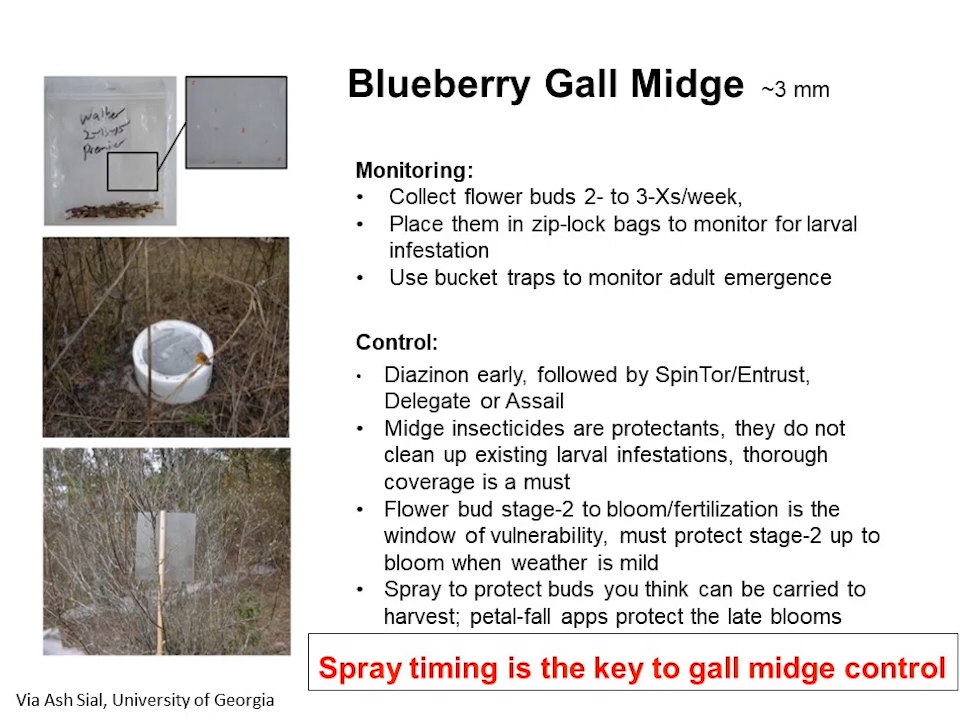 Blueberry Gall Midge ~3 mm
Walker
2-13-15
Premier
Monitoring:
• Collect flower buds 2- to 3-Xs/week,
• Place them in zip-lock bags to monitor for larval
infestation
• Use bucket traps to monitor adult emergence
Control:
• Diazinon early, followed by SpinTor/Entrust,
Delegate or Assail
• Midge insecticides are protectants, they do not
clean up existing larval infestations, thorough
coverage is a must
• Flower bud stage-2 to bloom/fertilization is the
window of vulnerability, must protect stage-2 up to
bloom when weather is mild
• Spray to protect buds you think can be carried to
harvest; petal-fall apps protect the late blooms
Spray timing is the key to gall midge control
Via Ash Sial, University of Georgia